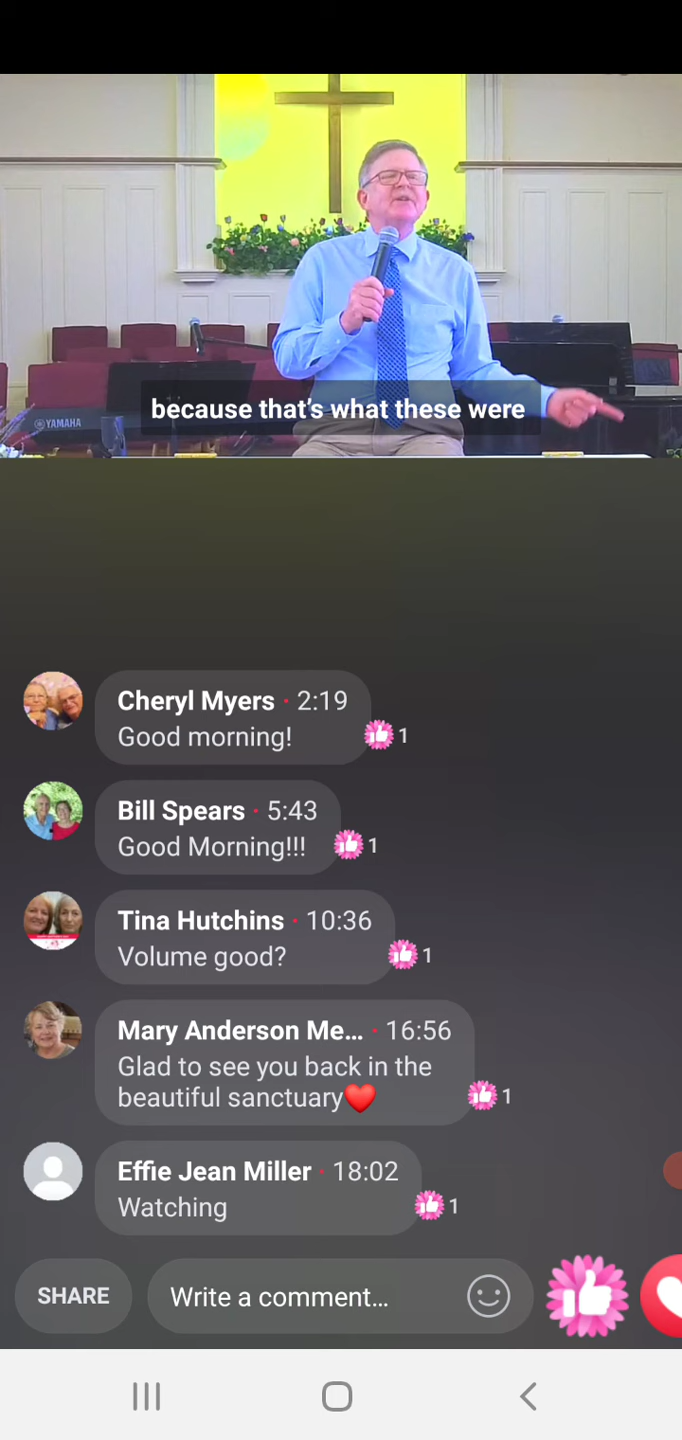 because that's what these were
YAMAHA
Cheryl Myers · 2:19
Good morning!
1
Bill Spears · 5:43
Good Morning!!!
1
Tina Hutchins · 10:36
Volume good?
1
Mary Anderson Me... · 16:56
Glad to see you back in the
beautiful sanctuary❤️
1
Effie Jean Miller · 18:02
Watching
1
SHARE
Write a comment...